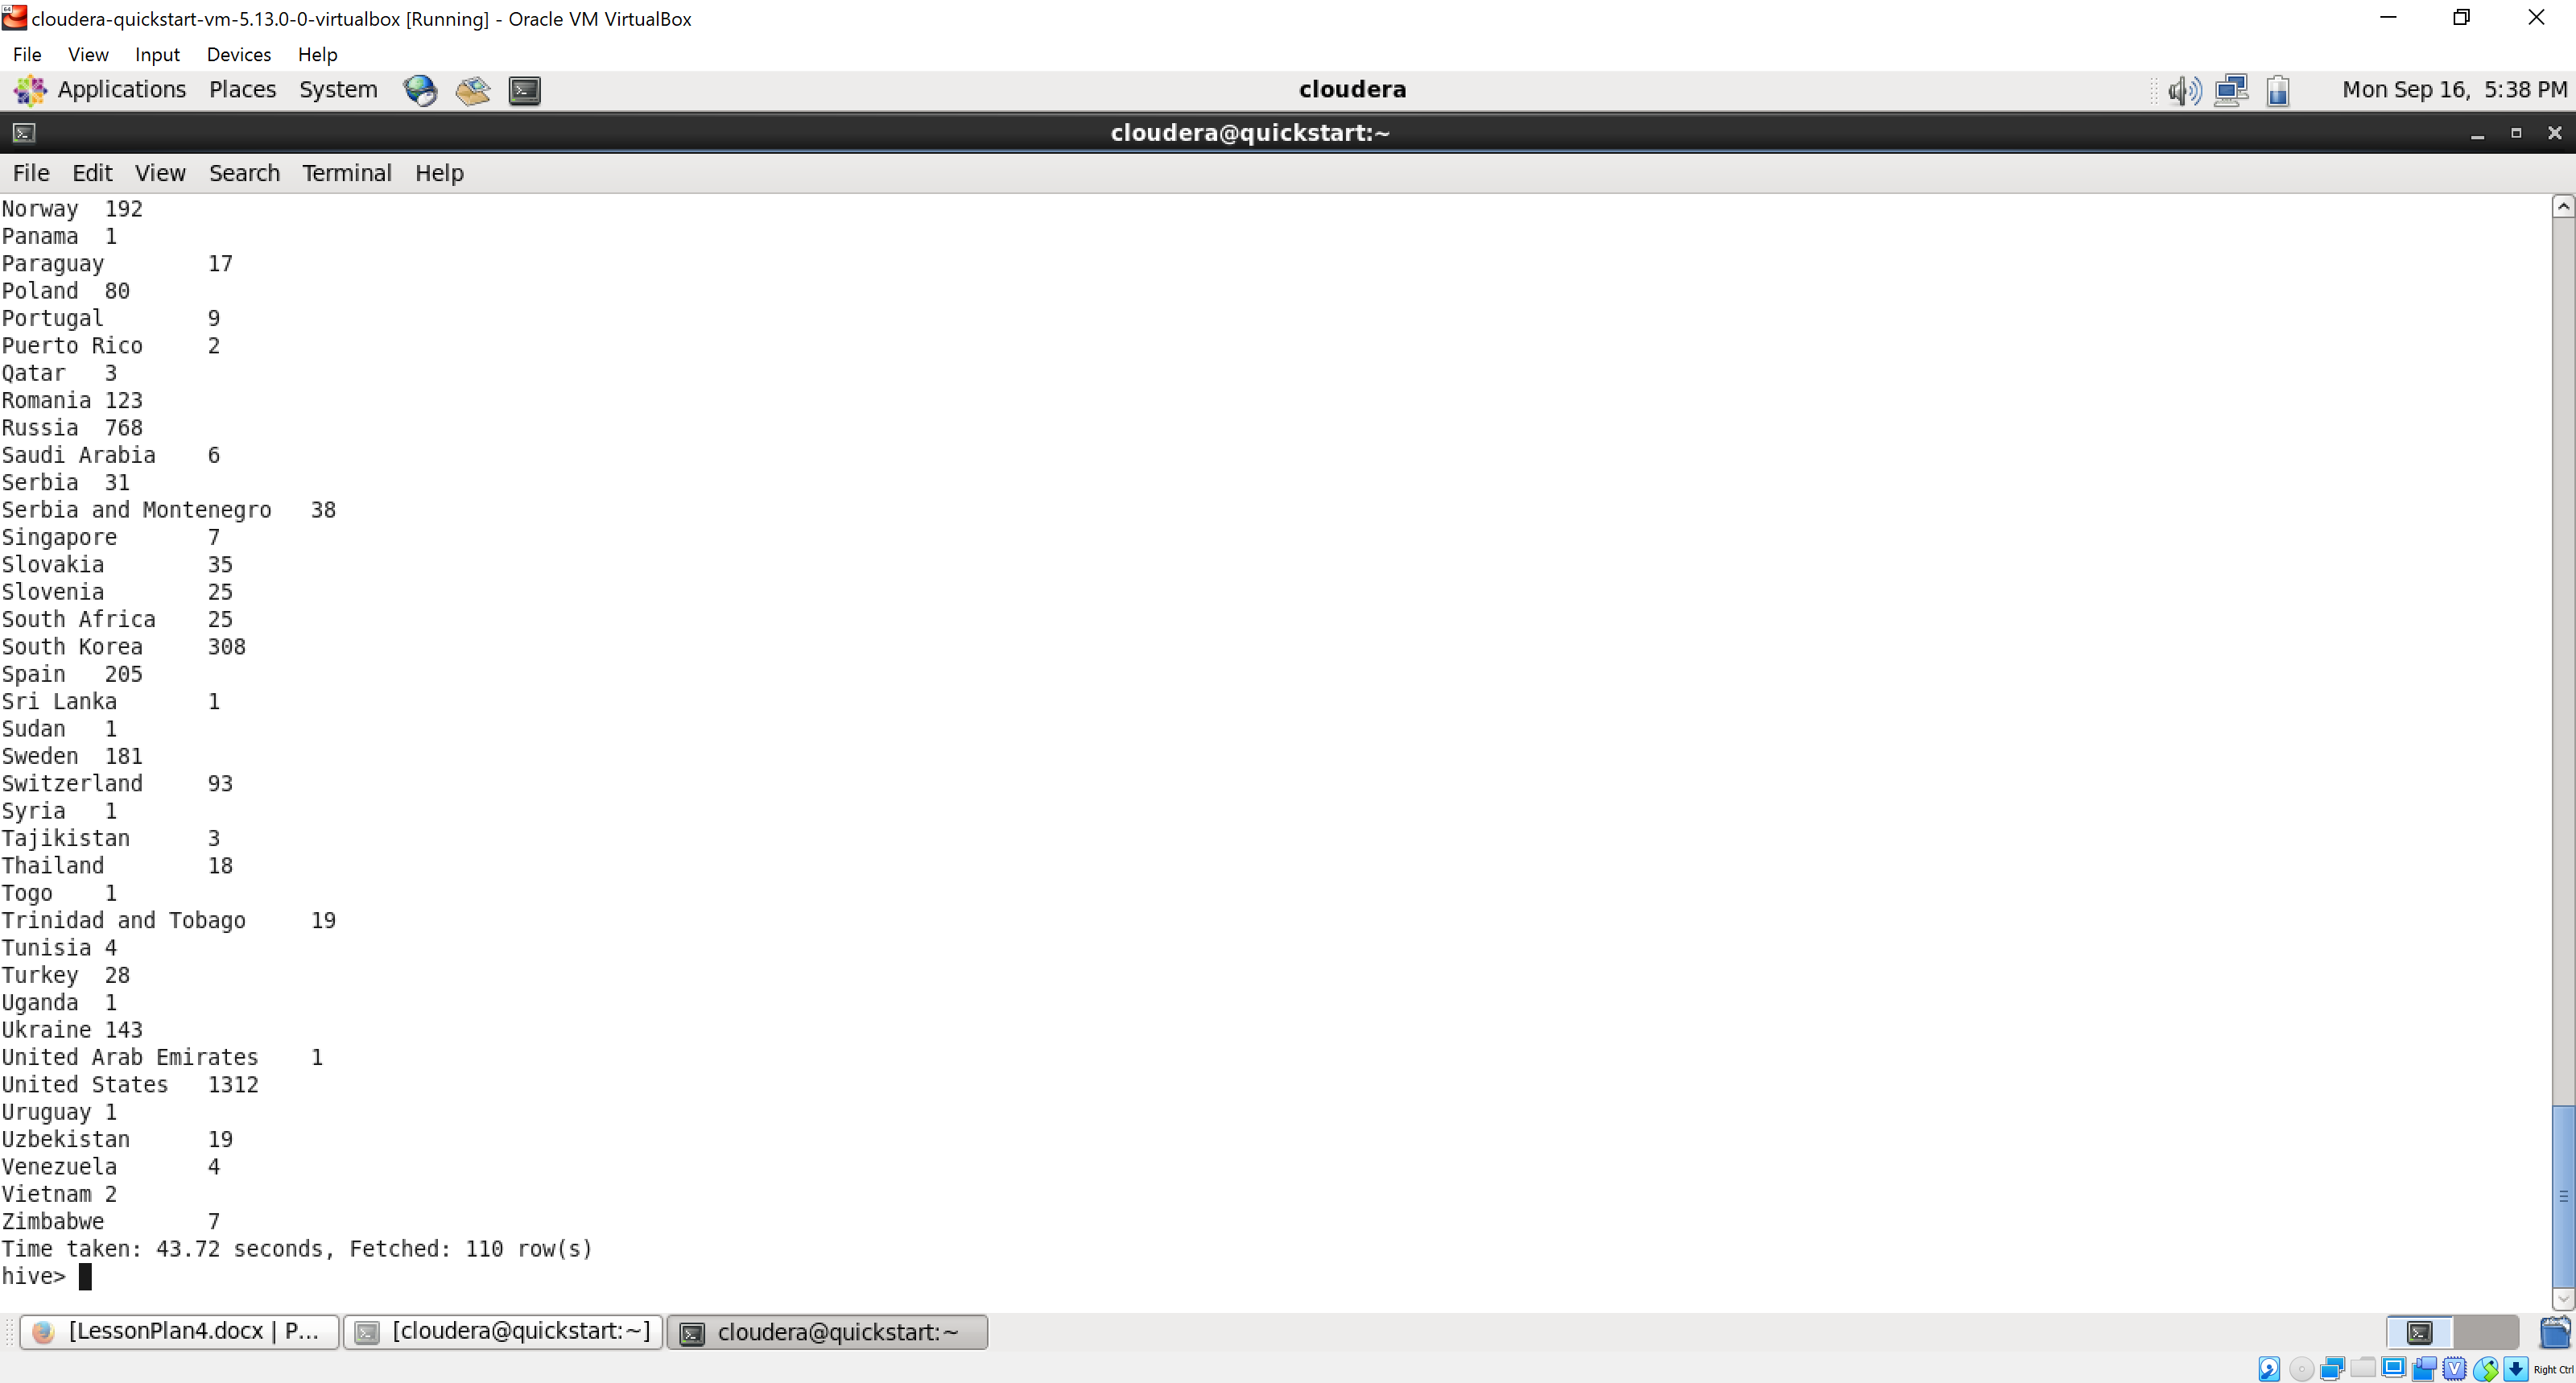 cloudera-quickstart-vm-5.13.0-0-virtualbox [Running] - Oracle VM VirtualBox
File View Input Devices Help
Applications Places System cloudera Mon Sep 16, 5:38 PM
cloudera@quickstart:~
File Edit View Search Terminal Help
Norway 192
Panama 1
Paraguay 17
Poland 80
Portugal 9
Puerto Rico 2
Qatar 3
Romania 123
Russia 768
Saudi Arabia 6
Serbia 31
Serbia and Montenegro 38
Singapore 7
Slovakia 35
Slovenia 25
South Africa 25
South Korea 308
Spain 205
Sri Lanka 1
Sudan 1
Sweden 181
Switzerland 93
Syria 1
Tajikistan 3
Thailand 18
Togo 1
Trinidad and Tobago 19
Tunisia 4
Turkey 28
Uganda 1
Ukraine 143
United Arab Emirates 1
United States 1312
Uruguay 1
Uzbekistan 19
Venezuela 4
Vietnam 2
Zimbabwe 7
Time taken: 43.72 seconds, Fetched: 110 row(s)
hive>
[LessonPlan4.docx | P... [cloudera@quickstart:~] cloudera@quickstart:~
Right Ctrl